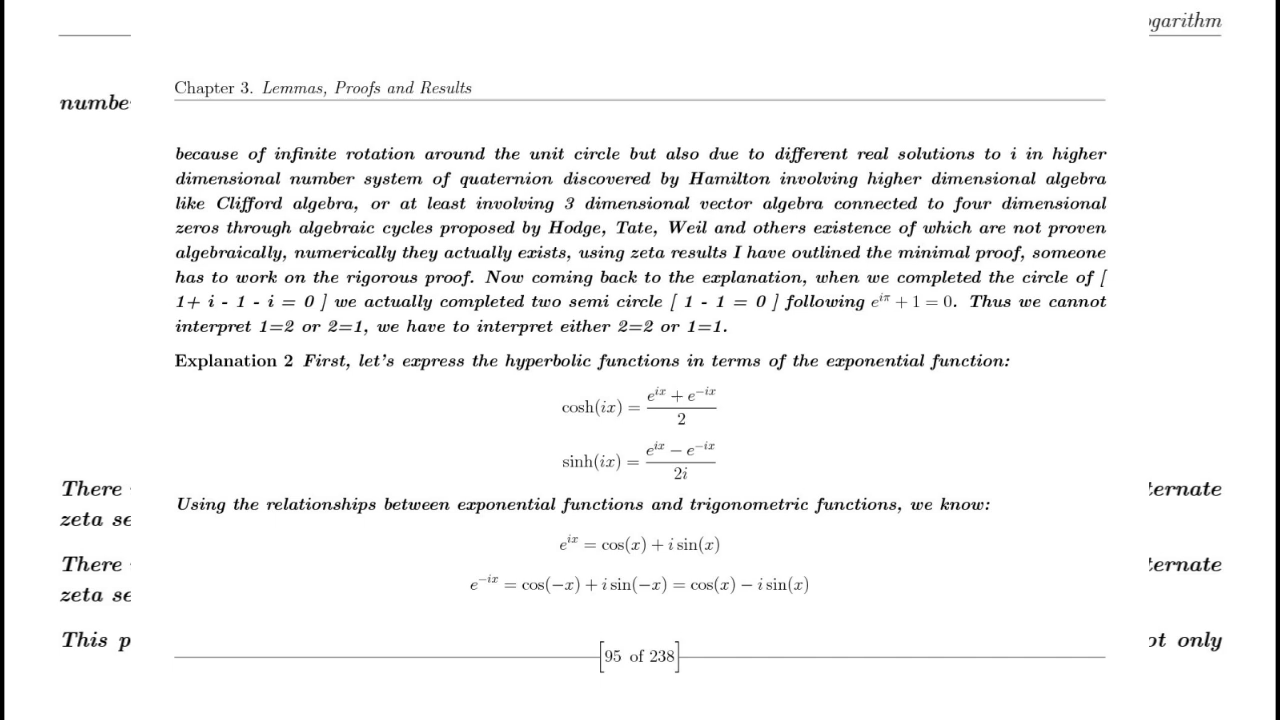 ogarithm
Chapter 3. Lemmas, Proofs and Results
numbe
because of infinite rotation around the unit circle but also due to different real solutions to i in higher
dimensional number system of quaternion discovered by Hamilton involving higher dimensional algebra
like Clifford algebra, or at least involving 3 dimensional vector algebra connected to four dimensional
zeros through algebraic cycles proposed by Hodge, Tate, Weil and others existence of which are not proven
algebraically, numerically they actually exists, using zeta results I have outlined the minimal proof, someone
has to work on the rigorous proof. Now coming back to the explanation, when we completed the circle of [
1+ i - 1 - i = 0 ] we actually completed two semi circle [ 1 - 1 = 0 ] following e^{iπ} + 1 = 0. Thus we cannot
interpret 1=2 or 2=1, we have to interpret either 2=2 or 1=1.
Explanation 2 First, let's express the hyperbolic functions in terms of the exponential function:
cosh(ix) = \frac{e^{ix} + e^{-ix}}{2}
sinh(ix) = \frac{e^{ix} - e^{-ix}}{2i}
There ternate
Using the relationships between exponential functions and trigonometric functions, we know:
zeta se
e^{ix} = cos(x) + i sin(x)
There ternate
e^{-ix} = cos(-x) + i sin(-x) = cos(x) - i sin(x)
zeta se
This p ot only
[95 of 238]